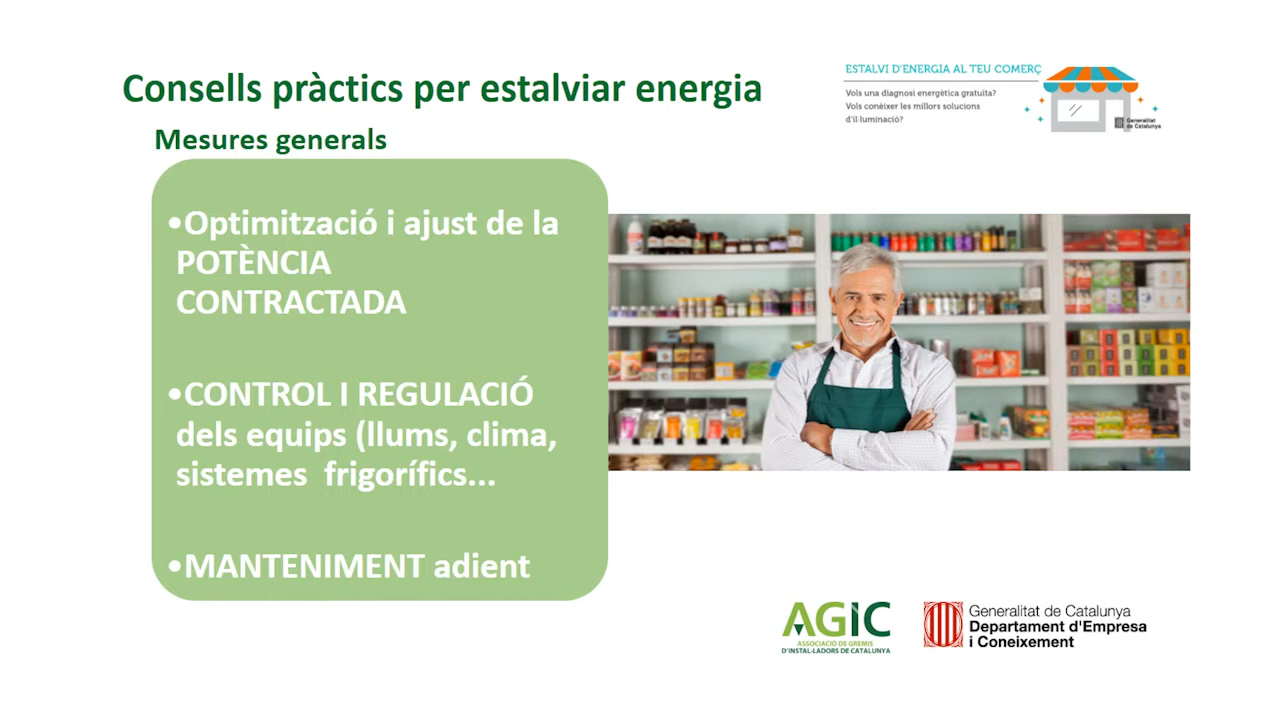 Consells pràctics per estalviar energia
Mesures generals
ESTALVI D'ENERGIA AL TEU COMERÇ
Vols una diagnosi energètica gratuïta?
Vols conèixer les millors solucions
d'il·luminació?
Generalitat
de Catalunya
•Optimització i ajust de la
POTÈNCIA
CONTRACTADA
•CONTROL I REGULACIÓ
dels equips (llums, clima,
sistemes frigorífics...
•MANTENIMENT adient
AGIC
ASSOCIACIÓ DE GREMIS
D'INSTAL·LADORS DE CATALUNYA
Generalitat de Catalunya
Departament d'Empresa
i Coneixement